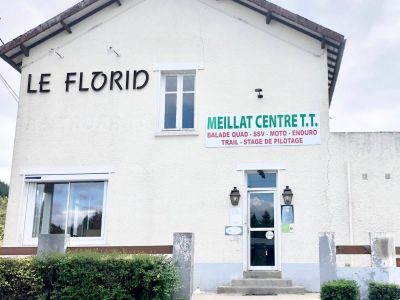 LE FLORID
MEILLAT CENTRE T.T.
BALADE QUAD - SSV - MOTO - ENDURO
TRAIL - STAGE DE PILOTAGE